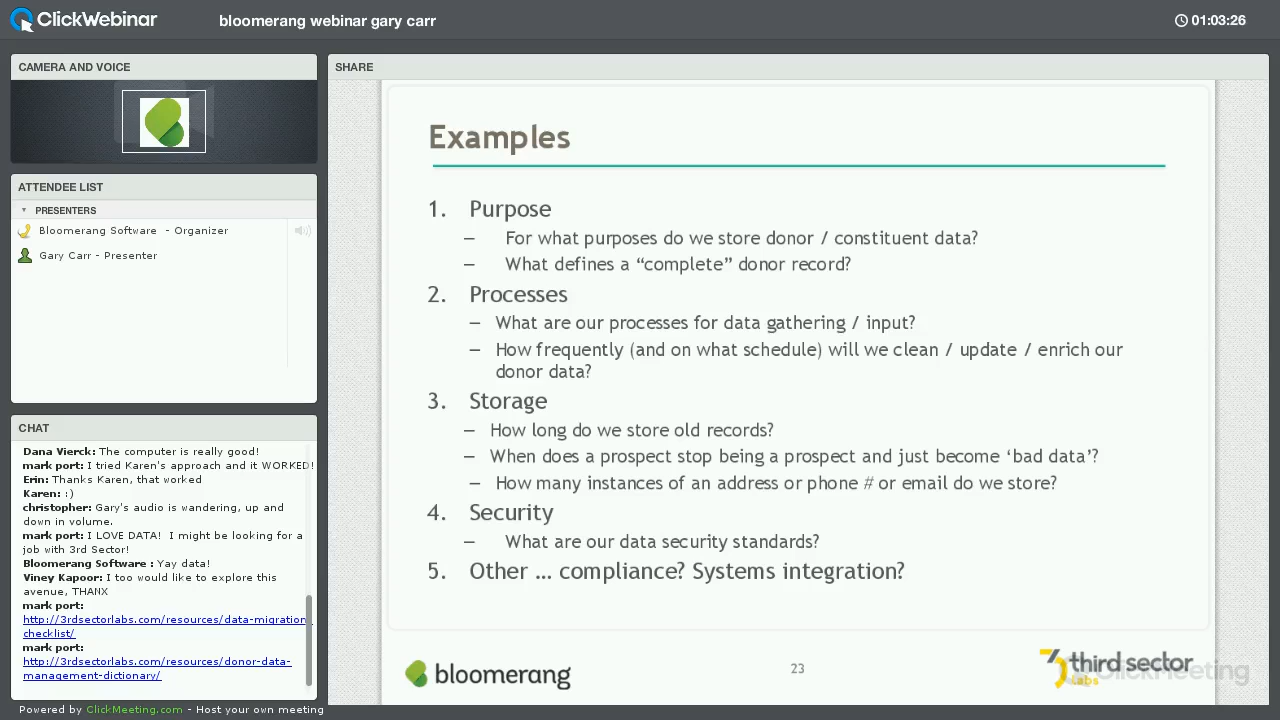 ClickWebinar
bloomerang webinar gary carr
01:03:26
CAMERA AND VOICE
ATTENDEE LIST
PRESENTERS
Bloomerang Software - Organizer
Gary Carr - Presenter
CHAT
Dana Vierck: The computer is really good!
mark port: I tried Karen's approach and it WORKED!
Erin: Thanks Karen, that worked
Karen: :)
christopher: Gary's audio is wandering, up and
down in volume.
mark port: I LOVE DATA! I might be looking for a
job with 3rd Sector!
Bloomerang Software : Yay data!
Viney Kapoor: I too would like to explore this
avenue, THANX
mark port:
http://3rdsectorlabs.com/resources/data-migration-
checklist/
mark port:
http://3rdsectorlabs.com/resources/donor-data-
management-dictionary/
Powered by ClickMeeting.com - Host your own meeting
SHARE
Examples
1. Purpose
– For what purposes do we store donor / constituent data?
– What defines a “complete” donor record?
2. Processes
– What are our processes for data gathering / input?
– How frequently (and on what schedule) will we clean / update / enrich our
donor data?
3. Storage
– How long do we store old records?
– When does a prospect stop being a prospect and just become ‘bad data’?
– How many instances of an address or phone # or email do we store?
4. Security
– What are our data security standards?
5. Other … compliance? Systems integration?
bloomerang
23
third sector
labs
ClickMeeting